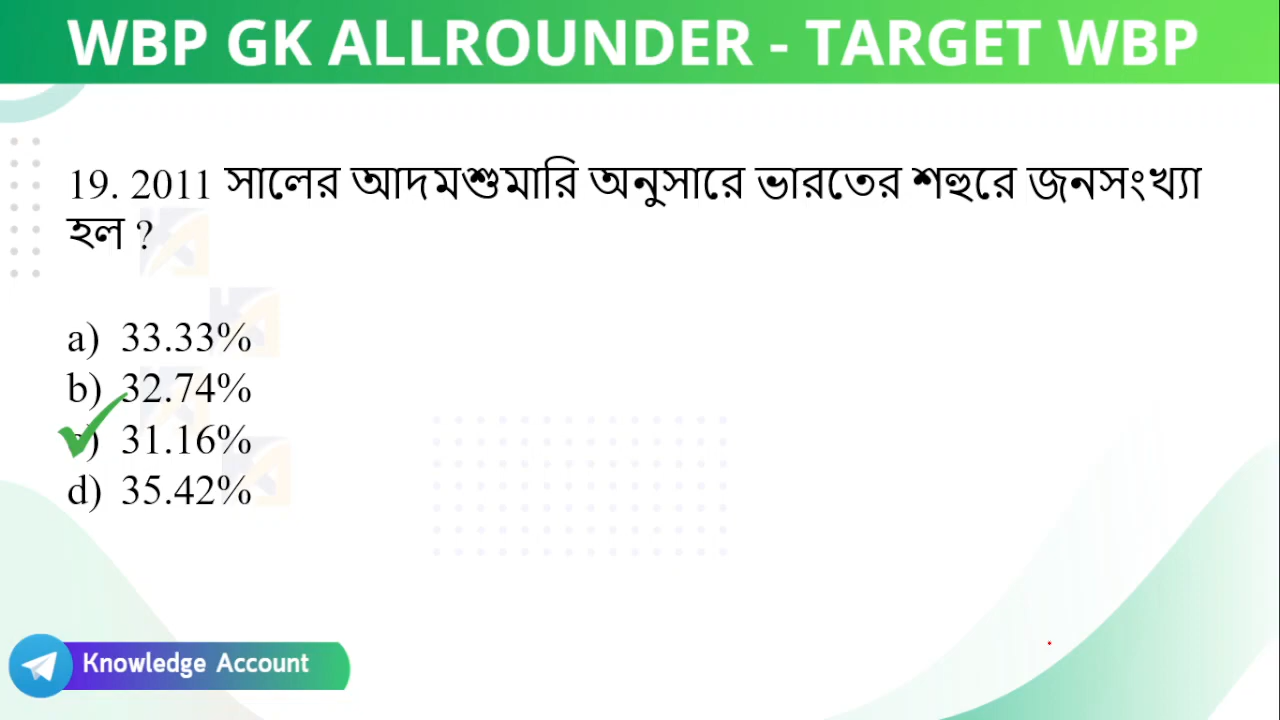 WBP GK ALLROUNDER - TARGET WBP
19. 2011 সালের আদমশুমারি অনুসারে ভারতের শহুরে জনসংখ্যা
হল ?
a) 33.33%
b) 32.74%
c) 31.16%
d) 35.42%
Knowledge Account